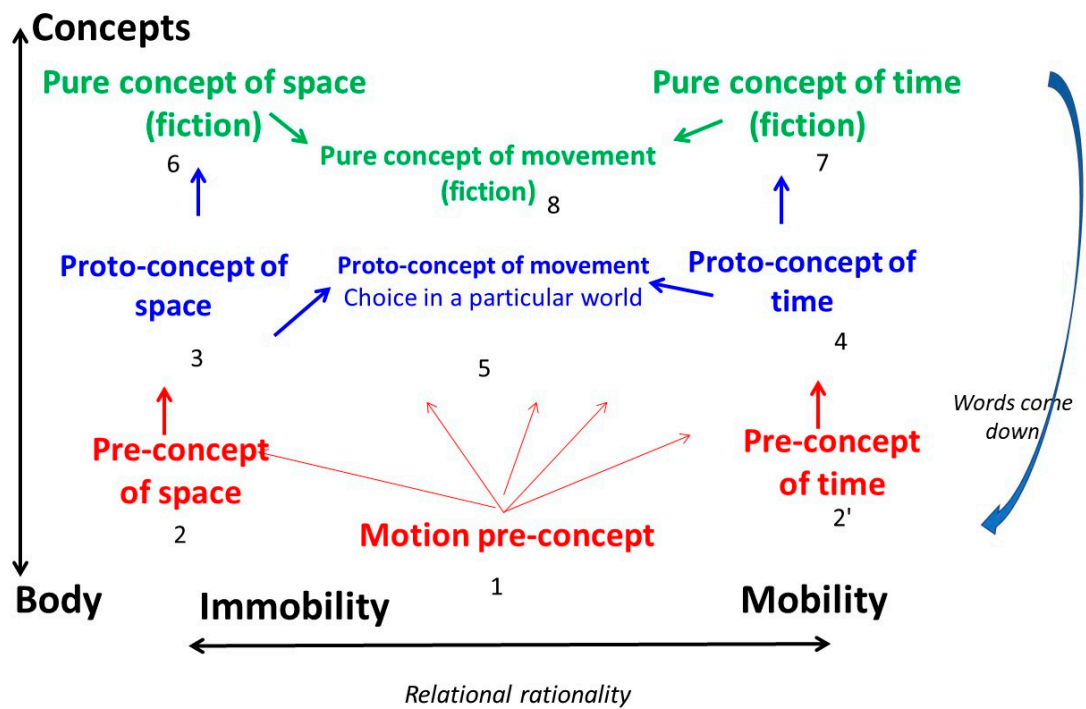 Concepts
Pure concept of space
(fiction)
6
Pure concept of time
(fiction)
7
Pure concept of movement
(fiction)
8
Proto-concept of
space
3
Proto-concept of movement
Choice in a particular world
5
Proto-concept of
time
4
Words come
down
Pre-concept
of space
2
Pre-concept
of time
2'
Motion pre-concept
1
Body
Immobility
Mobility
Relational rationality